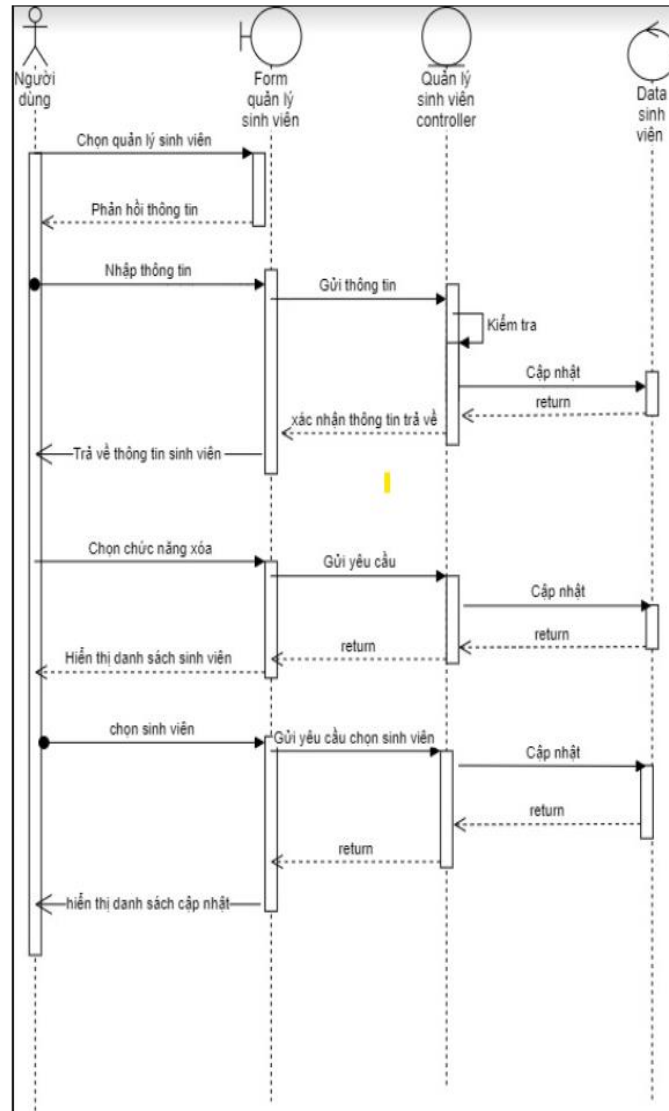 Người
dùng
Form
quản lý
sinh viên
Quản lý
sinh viên
controller
Data
sinh
viên
Chọn quản lý sinh viên
Phản hồi thông tin
Nhập thông tin
Gửi thông tin
Kiểm tra
Cập nhật
return
xác nhận thông tin trả về
Trả về thông tin sinh viên
Chọn chức năng xóa
Gửi yêu cầu
Cập nhật
return
return
Hiển thị danh sách sinh viên
chọn sinh viên
Gửi yêu cầu chọn sinh viên
Cập nhật
return
return
hiển thị danh sách cập nhật